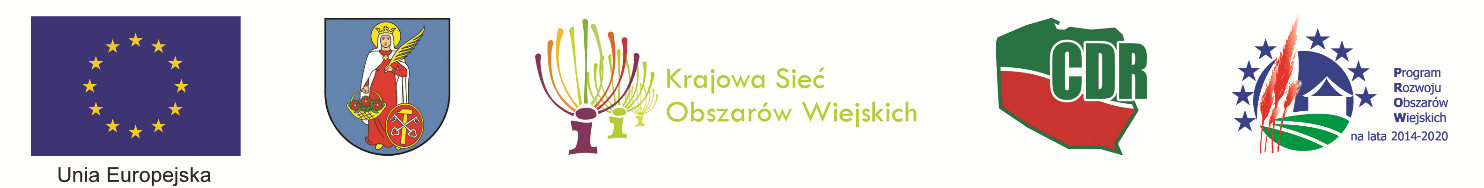 Unia Europejska
Krajowa Sieć
Obszarów Wiejskich
CDR
Program
Rozwoju
Obszarów
Wiejskich
na lata 2014-2020